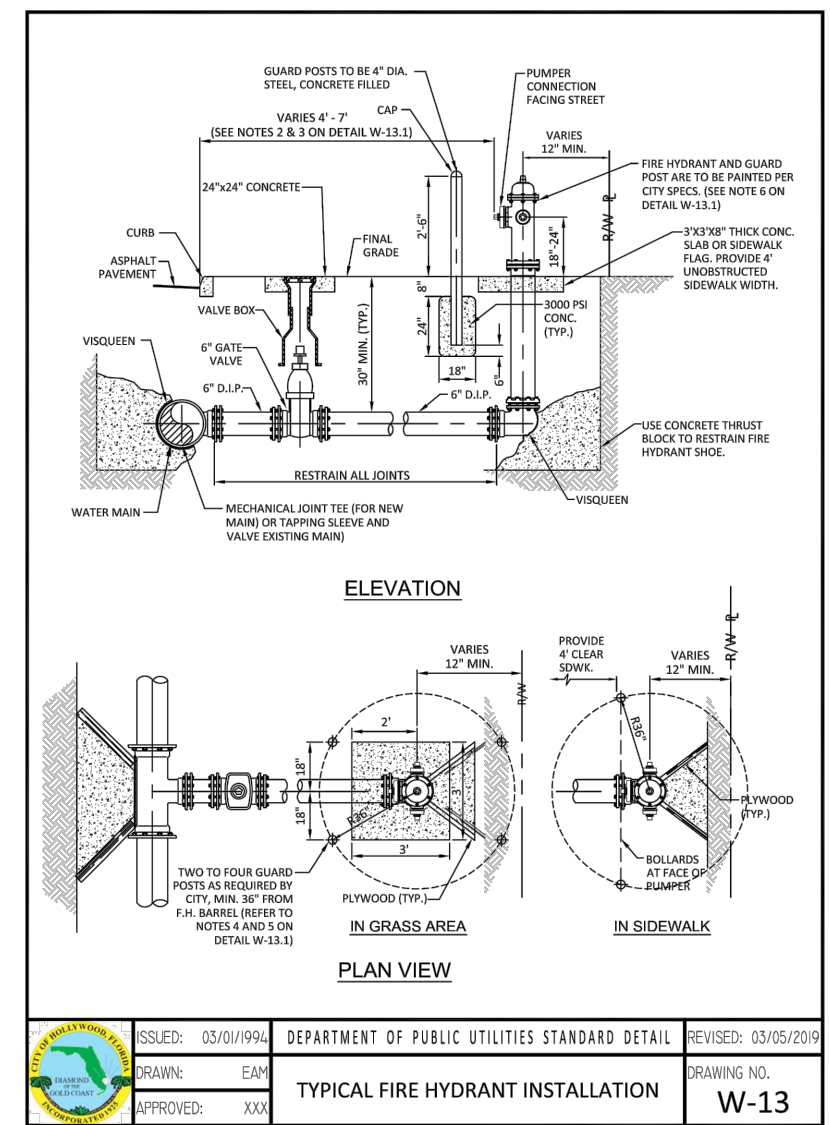 GUARD POSTS TO BE 4" DIA.
STEEL, CONCRETE FILLED
CAP
PUMPER
CONNECTION
FACING STREET
VARIES 4' - 7'
(SEE NOTES 2 & 3 ON DETAIL W-13.1)
VARIES
12" MIN.
24"x24" CONCRETE
FIRE HYDRANT AND GUARD
POST ARE TO BE PAINTED PER
CITY SPECS. (SEE NOTE 6 ON
DETAIL W-13.1)
R/W PL
CURB
FINAL
GRADE
2'-6"
18"-24"
3'X3'X8" THICK CONC.
SLAB OR SIDEWALK
FLAG. PROVIDE 4'
UNOBSTRUCTED
SIDEWALK WIDTH.
ASPHALT
PAVEMENT
8"
VALVE BOX
30" MIN. (TYP.)
24"
3000 PSI
CONC.
(TYP.)
VISQUEEN
6" GATE
VALVE
18"
6"
6" D.I.P.
6" D.I.P.
USE CONCRETE THRUST
BLOCK TO RESTRAIN FIRE
HYDRANT SHOE.
RESTRAIN ALL JOINTS
VISQUEEN
WATER MAIN
MECHANICAL JOINT TEE (FOR NEW
MAIN) OR TAPPING SLEEVE AND
VALVE EXISTING MAIN)
ELEVATION
VARIES
12" MIN.
R/W
PROVIDE
4' CLEAR
SDWK.
VARIES
12" MIN.
R/W PL
2'
18"
18"
3'
R36"
3'
R36"
PLYWOOD
(TYP.)
TWO TO FOUR GUARD
POSTS AS REQUIRED BY
CITY, MIN. 36" FROM
F.H. BARREL (REFER TO
NOTES 4 AND 5 ON
DETAIL W-13.1)
PLYWOOD (TYP.)
BOLLARDS
AT FACE OF
PUMPER
IN GRASS AREA
IN SIDEWALK
PLAN VIEW
CITY OF HOLLYWOOD, FLORIDA
DIAMOND
OF THE
GOLD COAST
INCORPORATED 1925
ISSUED: 03/01/1994
DRAWN: EAM
APPROVED: XXX
DEPARTMENT OF PUBLIC UTILITIES STANDARD DETAIL
TYPICAL FIRE HYDRANT INSTALLATION
REVISED: 03/05/2019
DRAWING NO.
W-13